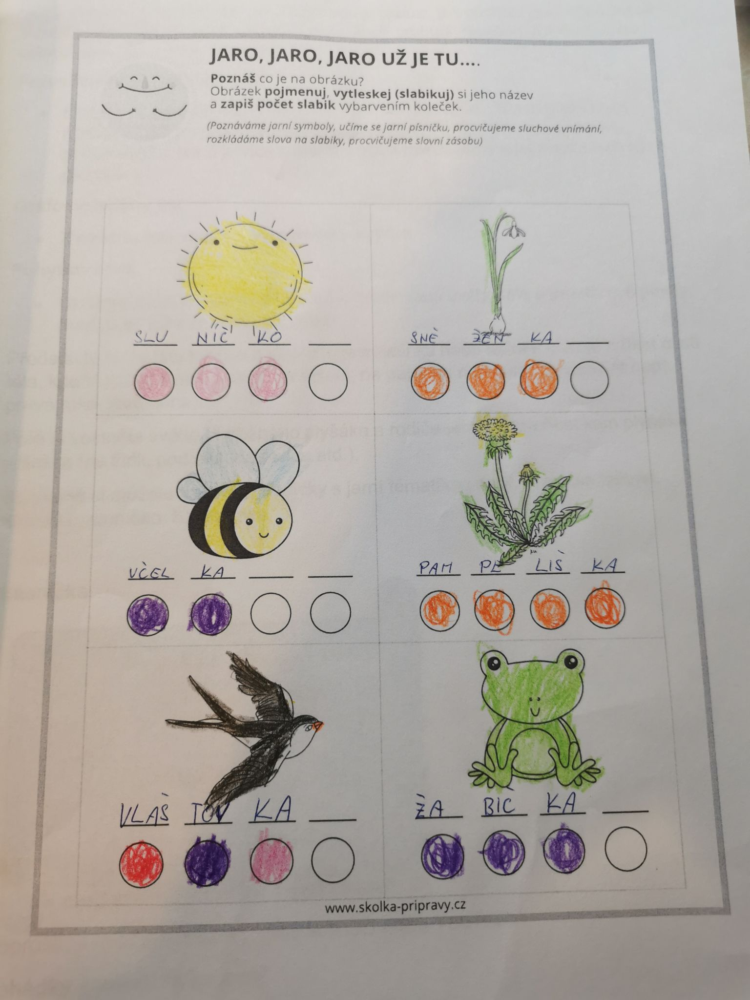 JARO, JARO, JARO UŽ JE TU....
Poznáš co je na obrázku?
Obrázek pojmenuj, vytleskej (slabikuj) si jeho název
a zapiš počet slabik vybarvením koleček.
(Poznáváme jarní symboly, učíme se jarní písničku, procvičujeme sluchové vnímání,
rozkládáme slova na slabiky, procvičujeme slovní zásobu)
SLU NÍČ KO
SNĚ ŽEN KA
VČEL KA
PAM PE LIŠ KA
VLAŠ TOV KA
ŽA BIČ KA
www.skolka-pripravy.cz